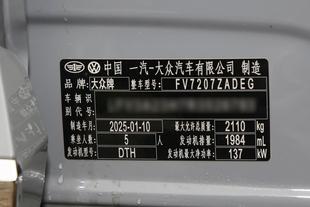 中国 一汽-大众汽车有限公司 制造
品牌 大众牌 整车型号 FV7207ZADEG
车辆识别代号
制造年月 2025-01-10 最大允许总质量 2110 kg
乘坐人数 5 人 发动机排量 1984 mL
发动机型号 DTH 发动机最大净功率 137 kW